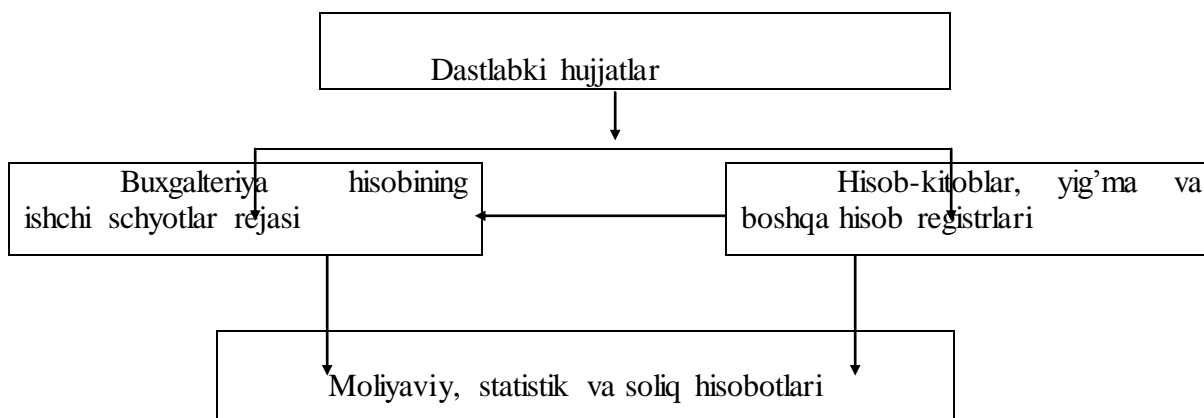 Dastlabki hujjatlar
Buxgalteriya hisobining
ishchi schyotlar rejasi
Hisob-kitoblar, yig’ma va
boshqa hisob registrlari
Moliyaviy, statistik va soliq hisobotlari